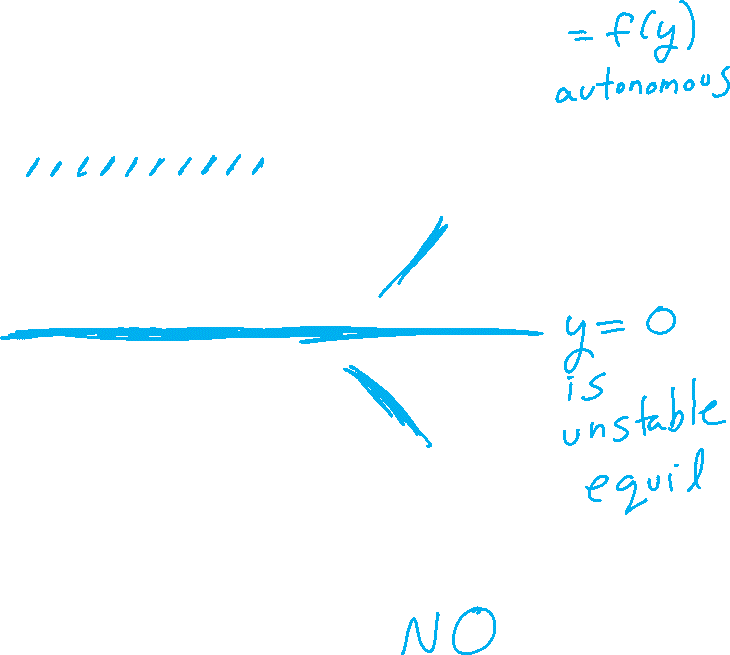 = f(y)
autonomous
y = 0
is
unstable
equil
NO